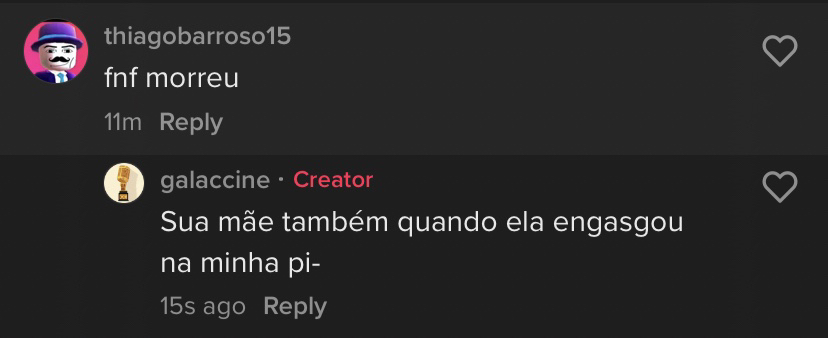 thiagobarroso15
fnf morreu
11m Reply
galaccine · Creator
Sua mãe também quando ela engasgou
na minha pi-
15s ago Reply